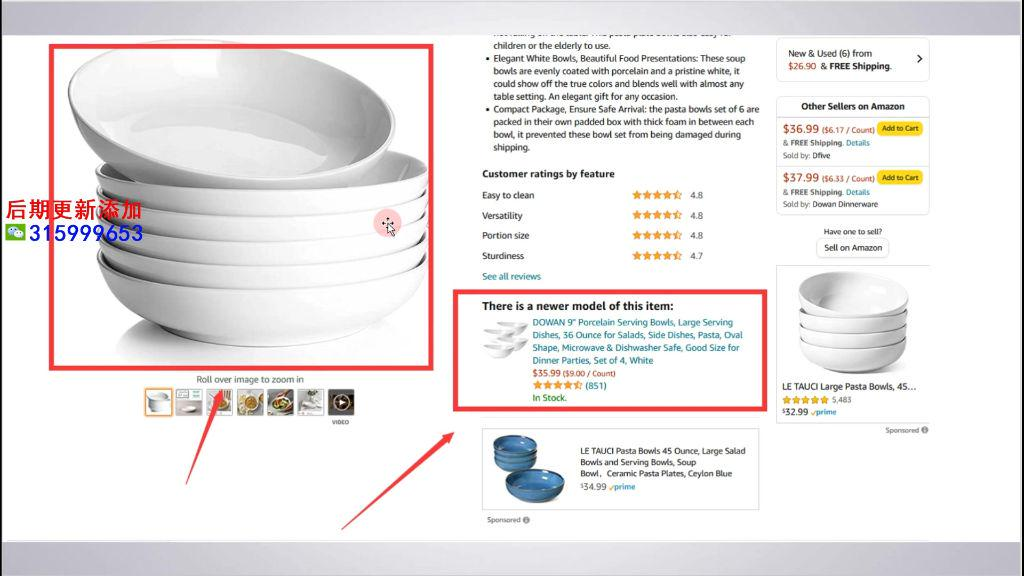 children or the elderly to use.
Elegant White Bowls, Beautiful Food Presentations: These soup
bowls are evenly coated with porcelain and a pristine white, it
could show off the true colors and blends well with almost any
table setting. An elegant gift for any occasion.
Compact Package, Ensure Safe Arrival: the pasta bowls set of 6 are
packed in their own padded box with thick foam in between each
bowl, it prevented these bowl set from being damaged during
shipping.
Customer ratings by feature
Easy to clean 4.8
Versatility 4.8
Portion size 4.8
Sturdiness 4.7
See all reviews
There is a newer model of this item:
DOWAN 9" Porcelain Serving Bowls, Large Serving
Dishes, 36 Ounce for Salads, Side Dishes, Pasta, Oval
Shape, Microwave & Dishwasher Safe, Good Size for
Dinner Parties, Set of 4, White
$35.99 ($9.00 / Count)
(851)
In Stock.
LE TAUCI Pasta Bowls 45 Ounce, Large Salad
Bowls and Serving Bowls, Soup
Bowl, Ceramic Pasta Plates, Ceylon Blue
$34.99 prime
Sponsored
后期更新添加
315999653
Roll over image to zoom in
VIDEO
New & Used (6) from
$26.90 & FREE Shipping.
Other Sellers on Amazon
$36.99 ($6.17 / Count) Add to Cart
& FREE Shipping. Details
Sold by: Dfive
$37.99 ($6.33 / Count) Add to Cart
& FREE Shipping. Details
Sold by: Dowan Dinnerware
Have one to sell?
Sell on Amazon
LE TAUCI Large Pasta Bowls, 45...
5,483
$32.99 prime
Sponsored